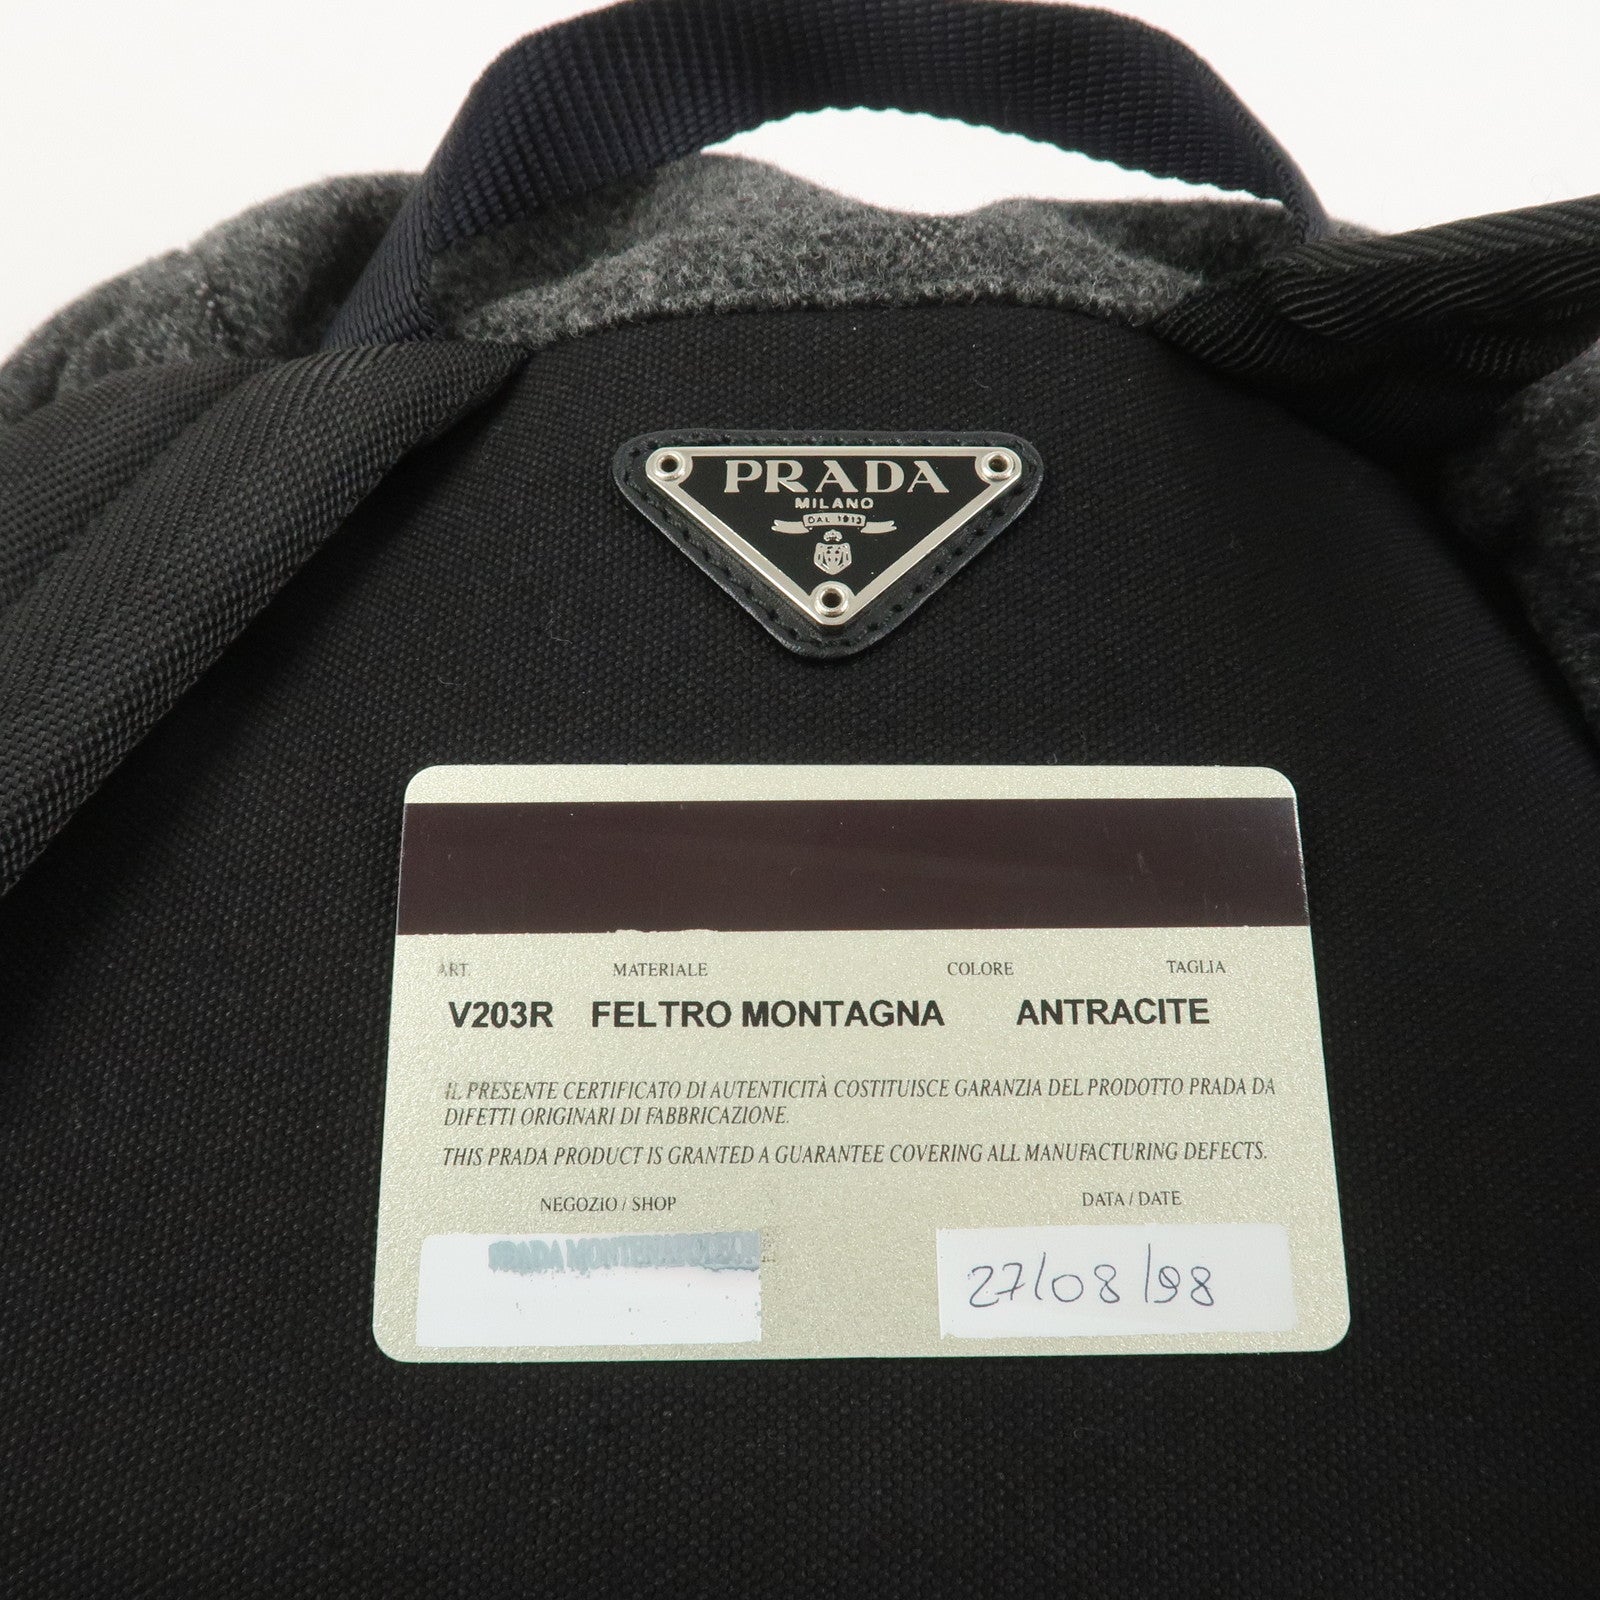 PRADA
MILANO
DAL 1913
ART. MATERIALE COLORE TAGLIA
V203R FELTRO MONTAGNA ANTRACITE
IL PRESENTE CERTIFICATO DI AUTENTICITÀ COSTITUISCE GARANZIA DEL PRODOTTO PRADA DA
DIFETTI ORIGINARI DI FABBRICAZIONE.
THIS PRADA PRODUCT IS GRANTED A GUARANTEE COVERING ALL MANUFACTURING DEFECTS.
NEGOZIO / SHOP DATA / DATE
PRADA 27/08/98